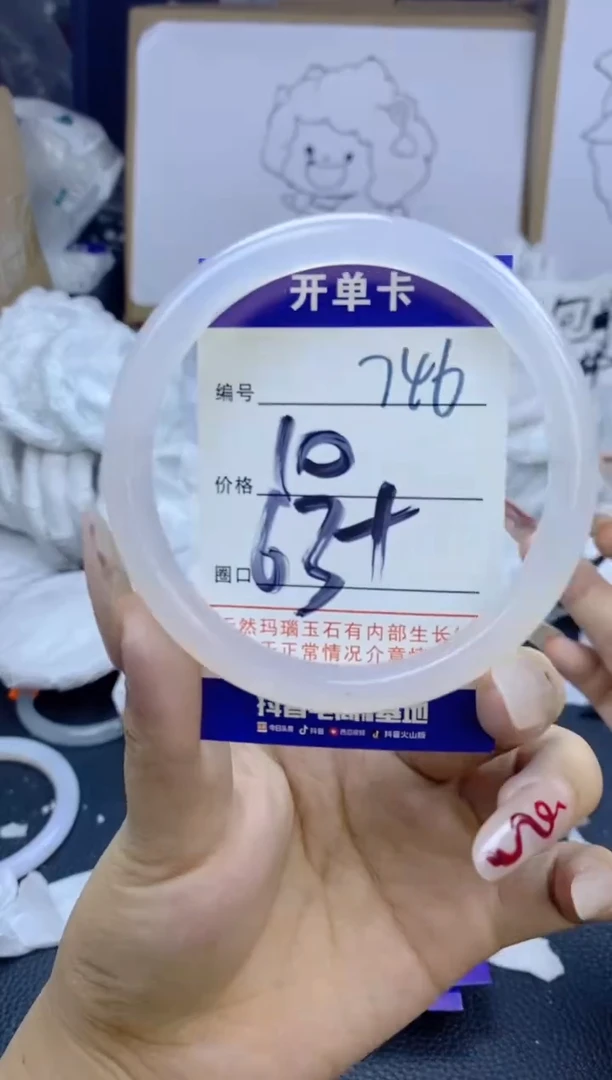 开单卡
编号 746
价格 10
圈口 63+
然玛瑙玉石有内部生长
正常情况介意
今日头条 抖音 西瓜视频 抖音火山版
包